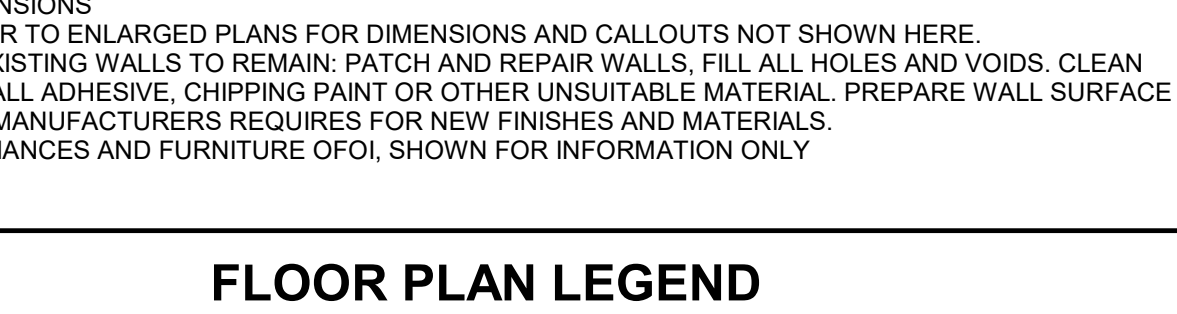 NSIONS
R TO ENLARGED PLANS FOR DIMENSIONS AND CALLOUTS NOT SHOWN HERE.
XISTING WALLS TO REMAIN: PATCH AND REPAIR WALLS, FILL ALL HOLES AND VOIDS. CLEAN
ALL ADHESIVE, CHIPPING PAINT OR OTHER UNSUITABLE MATERIAL. PREPARE WALL SURFACE
MANUFACTURERS REQUIRES FOR NEW FINISHES AND MATERIALS.
IANCES AND FURNITURE OFOI, SHOWN FOR INFORMATION ONLY
FLOOR PLAN LEGEND